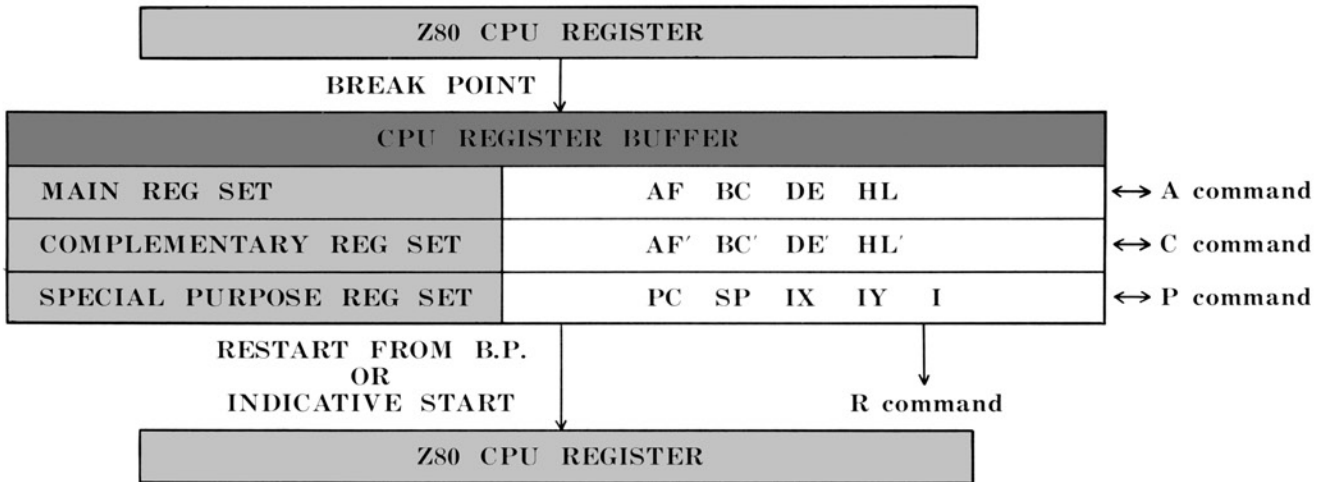 Z80 CPU REGISTER
BREAK POINT
CPU REGISTER BUFFER
MAIN REG SET AF BC DE HL ↔ A command
COMPLEMENTARY REG SET AF′ BC′ DE′ HL′ ↔ C command
SPECIAL PURPOSE REG SET PC SP IX IY I ↔ P command
RESTART FROM B.P.
OR
INDICATIVE START R command
Z80 CPU REGISTER